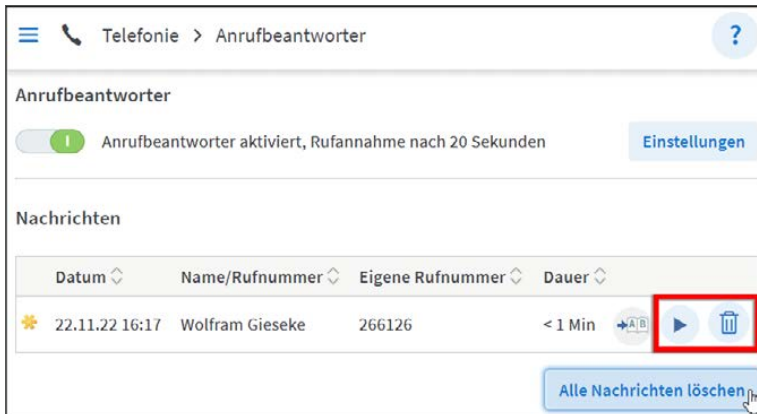 Telefonie > Anrufbeantworter ?
Anrufbeantworter
Anrufbeantworter aktiviert, Rufannahme nach 20 Sekunden Einstellungen
Nachrichten
Datum Name/Rufnummer Eigene Rufnummer Dauer
22.11.22 16:17 Wolfram Gieseke 266126 < 1 Min AB
Alle Nachrichten löschen